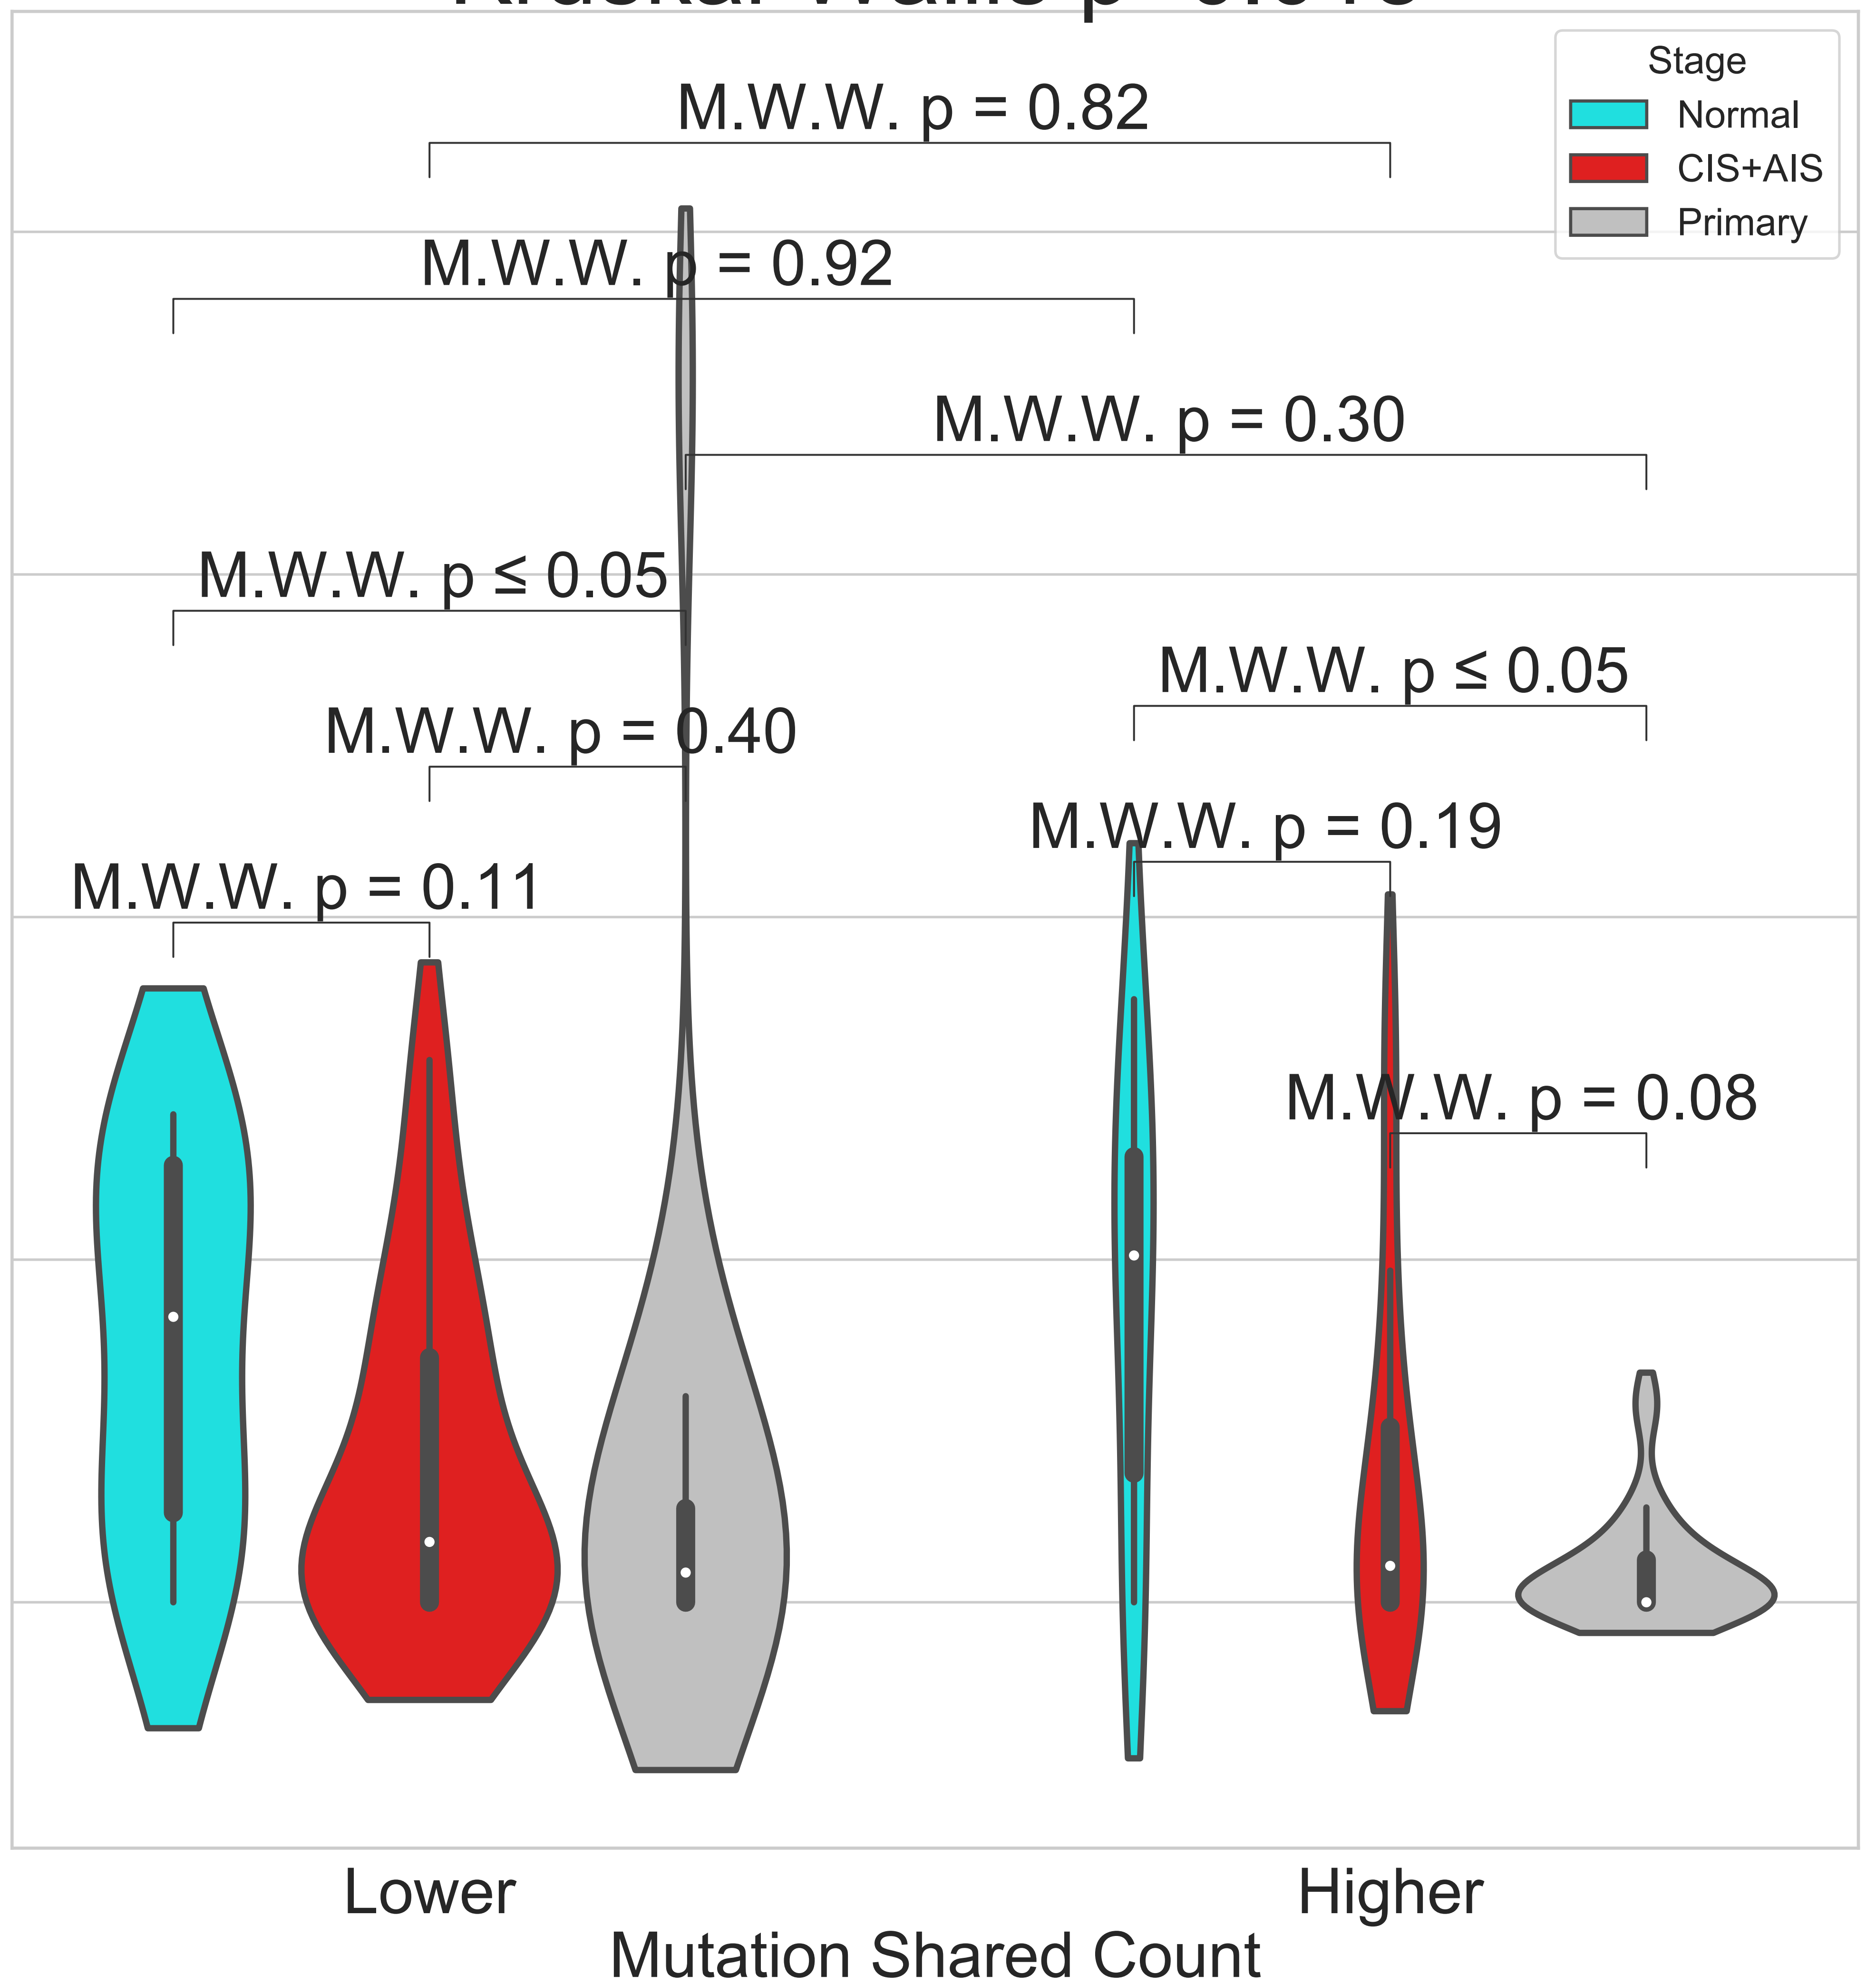 Stage
Normal
CIS+AIS
Primary
M.W.W. p = 0.82
M.W.W. p = 0.92
M.W.W. p = 0.30
M.W.W. p ≤ 0.05
M.W.W. p ≤ 0.05
M.W.W. p = 0.40
M.W.W. p = 0.19
M.W.W. p = 0.11
M.W.W. p = 0.08
Lower
Higher
Mutation Shared Count